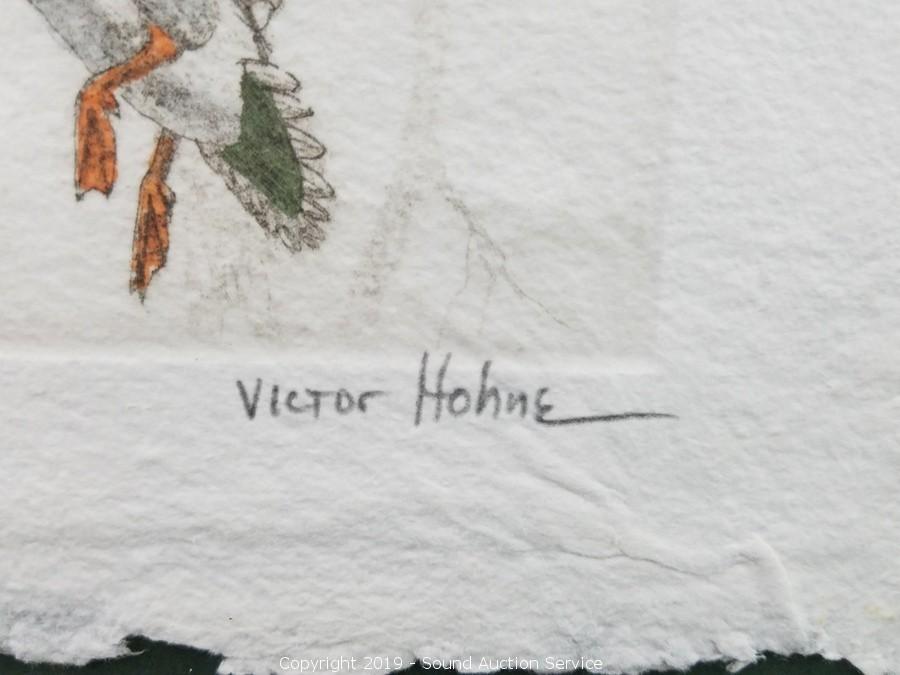 Victor Hohne
Copyright 2019 - Sound Auction Service